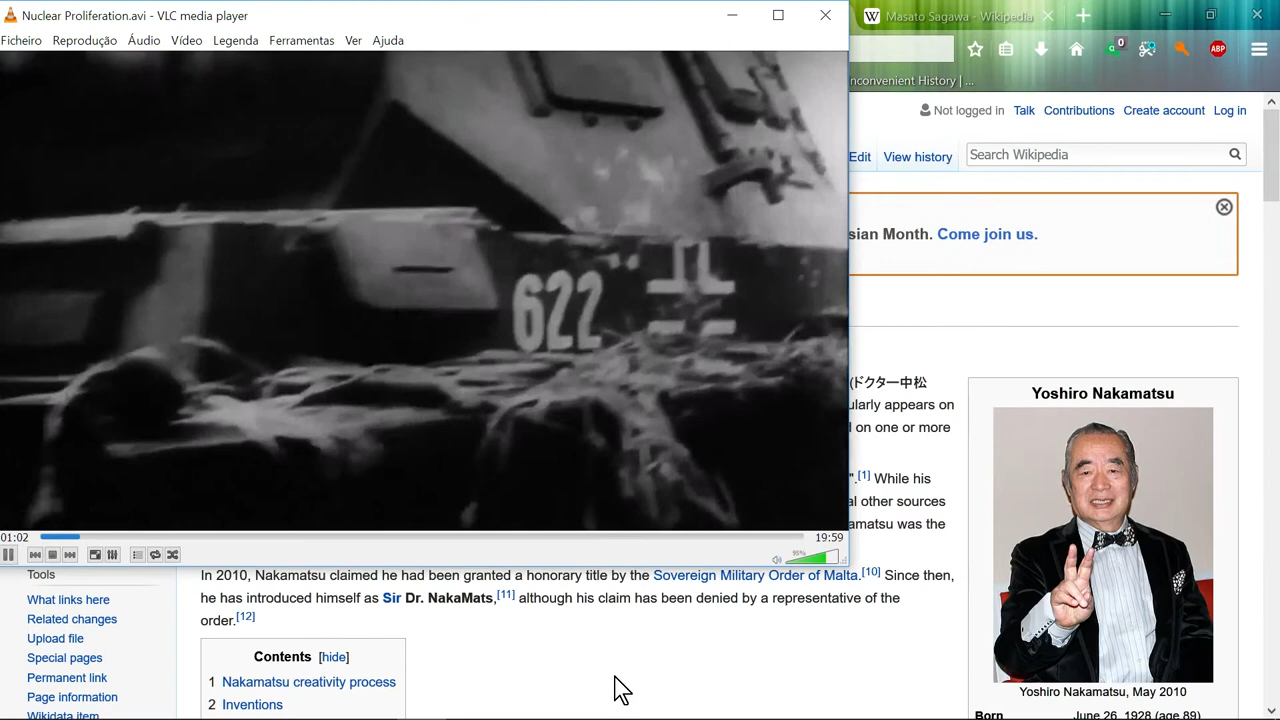 Nuclear Proliferation.avi - VLC media player
Masato Sagawa - Wikipedia
Ficheiro Reprodução Áudio Vídeo Legenda Ferramentas Ver Ajuda
0
ABP
nconvenient History | ...
Not logged in Talk Contributions Create account Log in
Edit View history Search Wikipedia
sian Month. Come join us.
622
(ドクター中松
ularly appears on
l on one or more
".[1] While his
al other sources
amatsu was the
Yoshiro Nakamatsu
Yoshiro Nakamatsu, May 2010
Born June 26, 1928 (age 89)
01:02 19:59
98%
Tools
What links here
Related changes
Upload file
Special pages
Permanent link
Page information
Wikidata item
In 2010, Nakamatsu claimed he had been granted a honorary title by the Sovereign Military Order of Malta.[10] Since then,
he has introduced himself as Sir Dr. NakaMats,[11] although his claim has been denied by a representative of the
order.[12]
Contents [hide]
1 Nakamatsu creativity process
2 Inventions